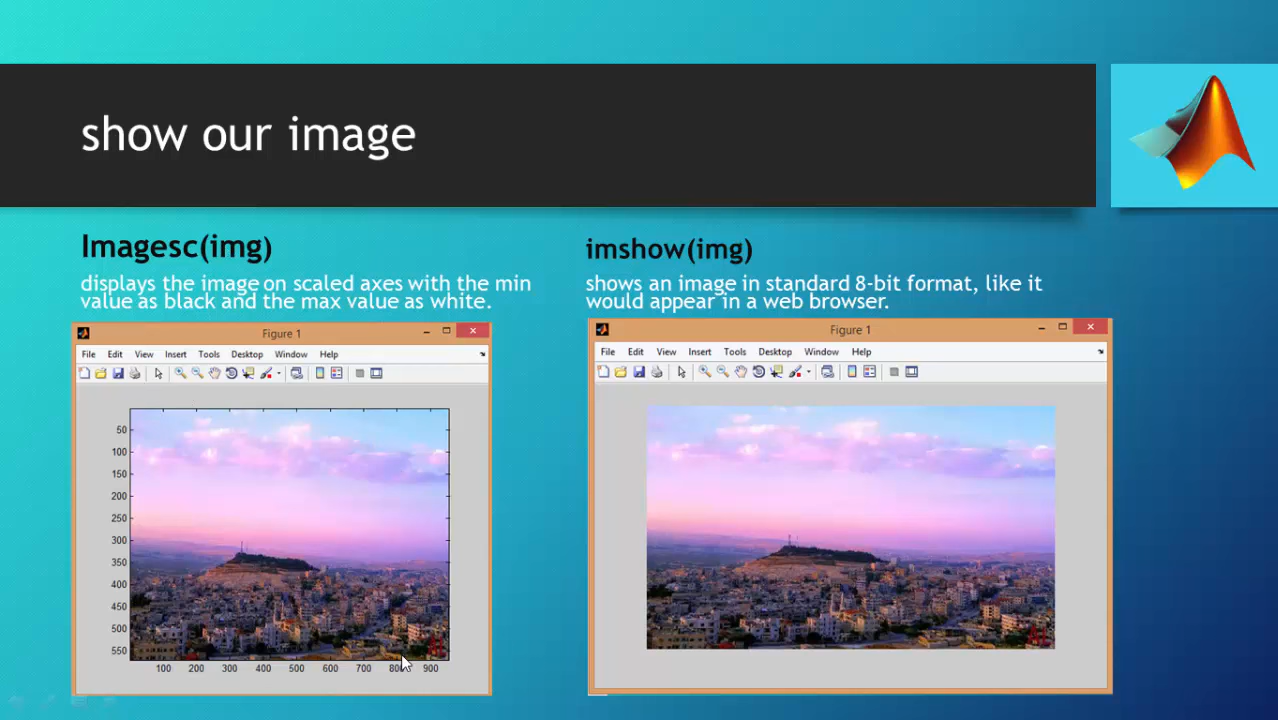 show our image
Imagesc(img)
displays the image on scaled axes with the min
value as black and the max value as white.
Figure 1
File Edit View Insert Tools Desktop Window Help
50
100
150
200
250
300
350
400
450
500
550
100 200 300 400 500 600 700 800 900
AL
imshow(img)
shows an image in standard 8-bit format, like it
would appear in a web browser.
Figure 1
File Edit View Insert Tools Desktop Window Help
AL